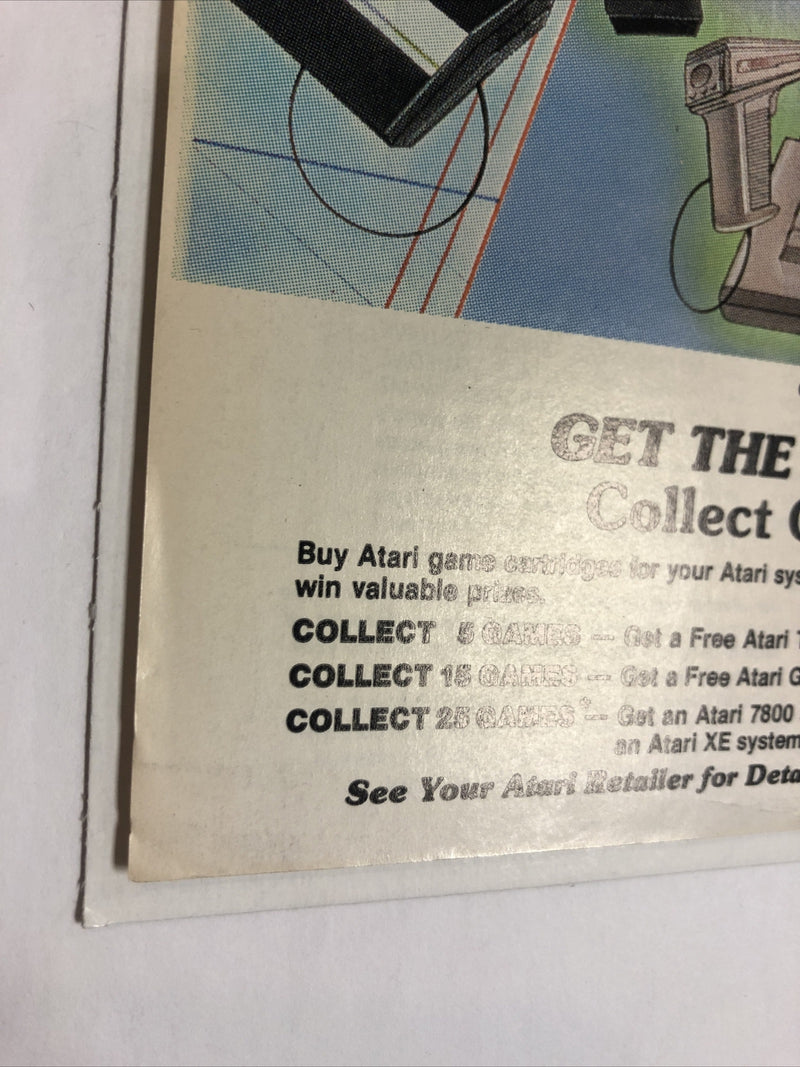 GET THE
Collect
Buy Atari game cartridges for your Atari sys
win valuable prizes.
COLLECT 5 GAMES — Get a Free Atari
COLLECT 15 GAMES — Get a Free Atari G
COLLECT 25 GAMES* — Get an Atari 7800
an Atari XE system
See Your Atari Retailer for Deta